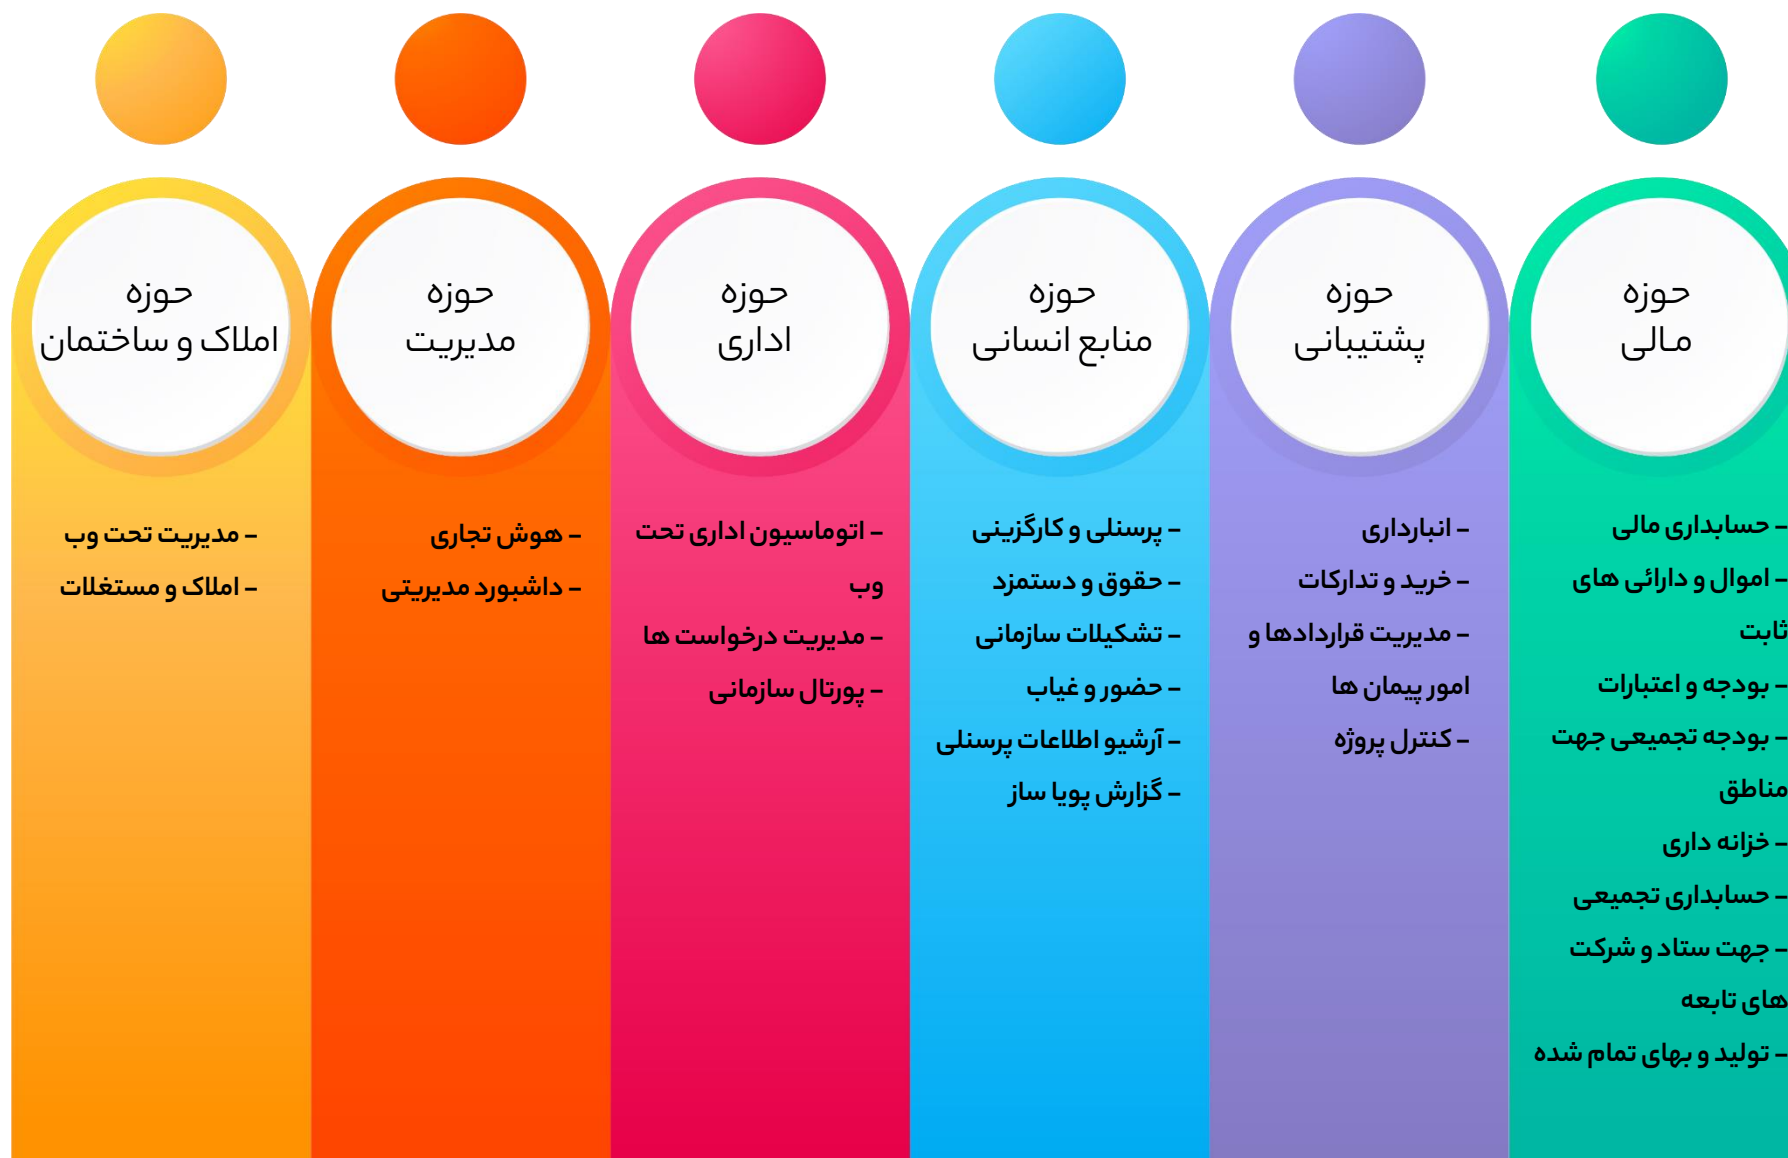 حوزه
مالی
– حسابداری مالی
– اموال و دارائی های
ثابت
– بودجه و اعتبارات
– بودجه تجمیعی جهت
مناطق
– خزانه داری
– حسابداری تجمیعی
– جهت ستاد و شرکت
های تابعه
– تولید و بهای تمام شده
حوزه
پشتیبانی
– انبارداری
– خرید و تدارکات
– مدیریت قراردادها و
امور پیمان ها
– کنترل پروژه
حوزه
منابع انسانی
– پرسنلی و کارگزینی
– حقوق و دستمزد
– تشکیلات سازمانی
– حضور و غیاب
– آرشیو اطلاعات پرسنلی
– گزارش پویا ساز
حوزه
اداری
– اتوماسیون اداری تحت
وب
– مدیریت درخواست ها
– پورتال سازمانی
حوزه
مدیریت
– هوش تجاری
– داشبورد مدیریتی
حوزه
املاک و ساختمان
– مدیریت تحت وب
– املاک و مستغلات